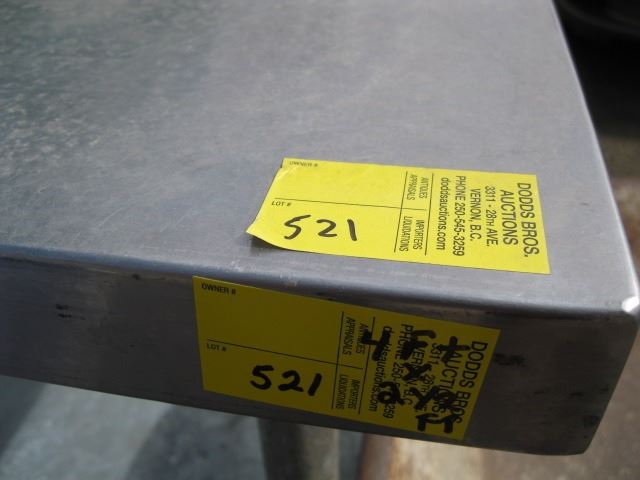 OWNER #
LOT #
521
ANTIQUES
APPRAISALS
IMPORTERS
LIQUIDATIONS
DODDS BROS.
AUCTIONS
3311 - 28TH AVE.
VERNON, B.C.
PHONE 250-545-3259
doddsauctions.com
OWNER #
LOT #
521
ANTIQUES
APPRAISALS
IMPORTERS
LIQUIDATIONS
DODDS BROS.
AUCTIONS